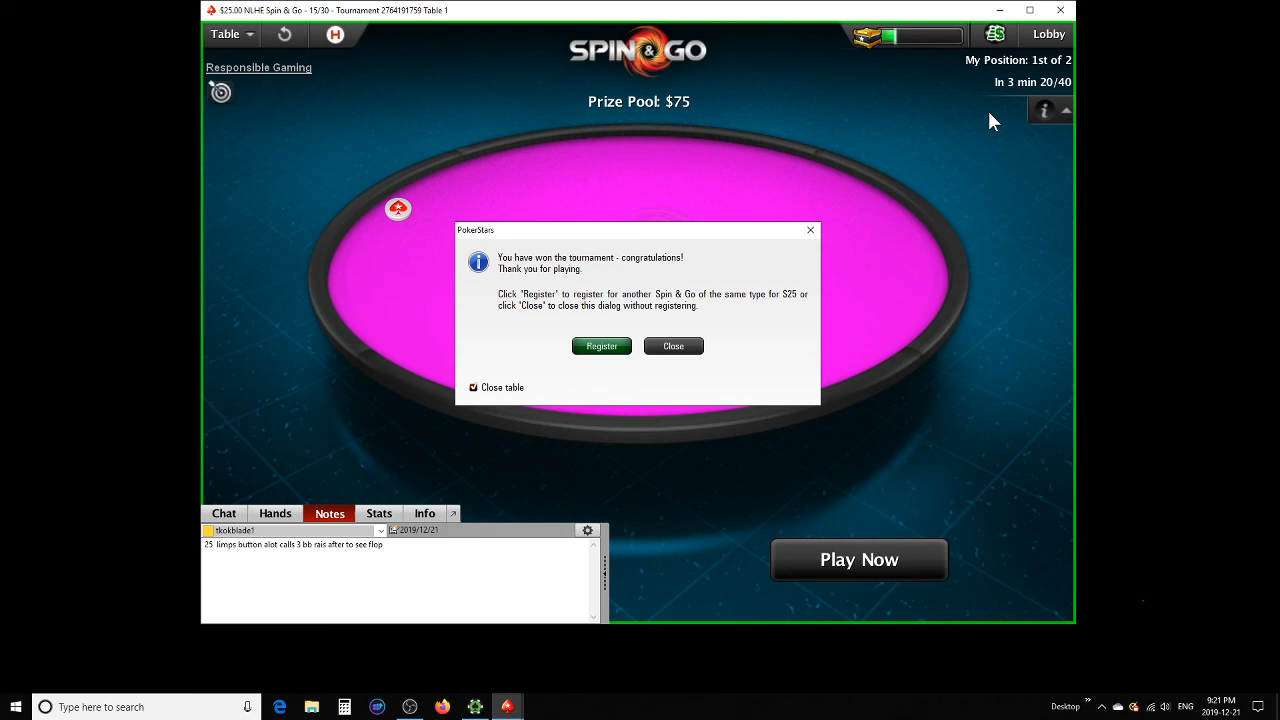 $25.00 NLHE Spin & Go - 15/30 - Tournament 2764191759 Table 1
Table
H
Lobby
SPIN & GO
Responsible Gaming
My Position: 1st of 2
In 3 min 20/40
Prize Pool: $75
PokerStars
You have won the tournament - congratulations!
Thank you for playing.
Click 'Register' to register for another Spin & Go of the same type for $25 or
click 'Close' to close this dialog without registering.
Register
Close
Close table
Chat
Hands
Notes
Stats
Info
tkokblade1
2019/12/21
25 limps button alot calls 3 bb rais after to see flop
Play Now
Type here to search
Desktop
ENG
9:21 PM
2019-12-21